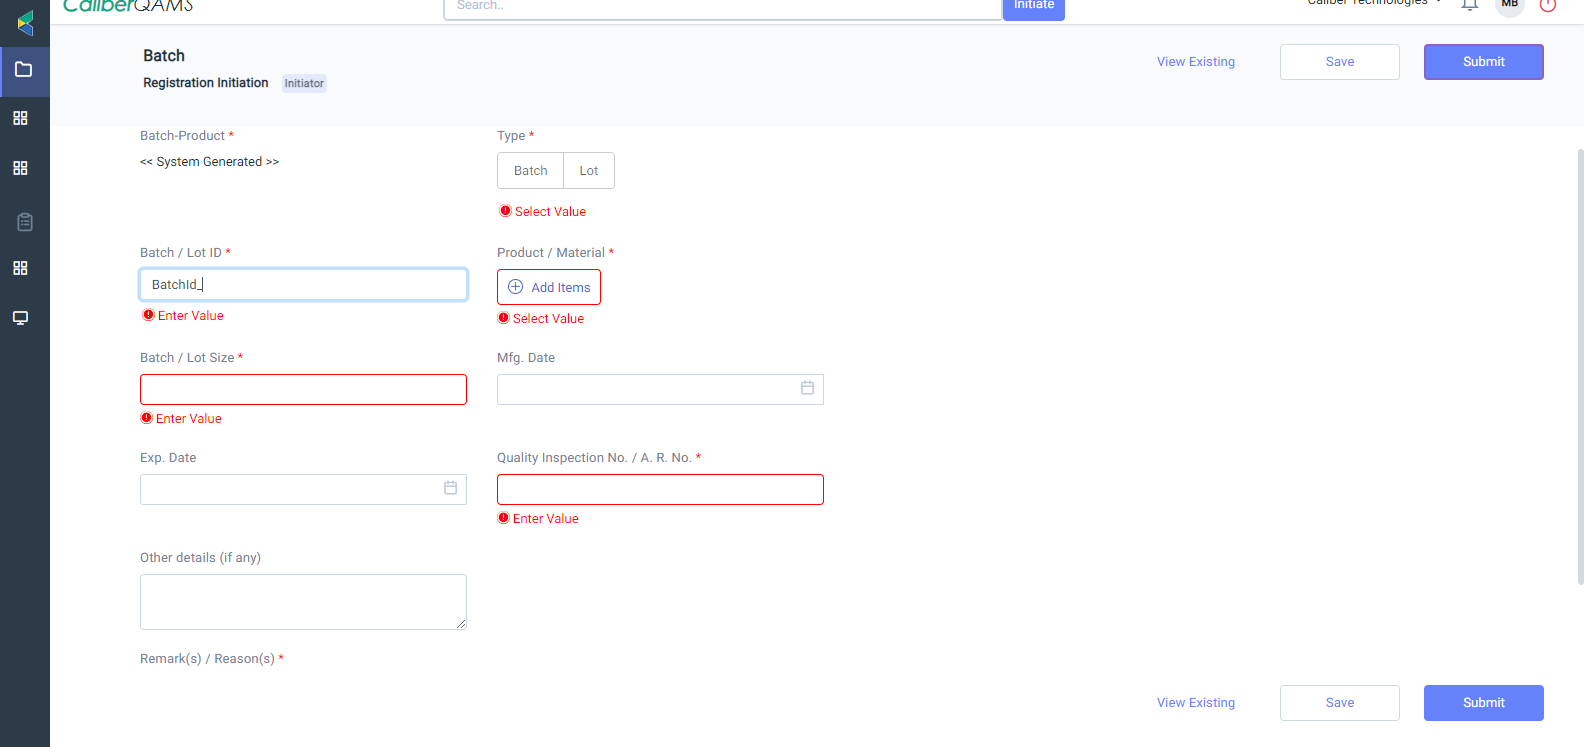 CaliberQAMS
Search..
Initiate
Caliber Technologies
MB
Batch
Registration Initiation Initiator
View Existing
Save
Submit
Batch-Product *
<< System Generated >>
Type *
Batch Lot
Select Value
Batch / Lot ID *
BatchId_
Enter Value
Product / Material *
Add Items
Select Value
Batch / Lot Size *
Enter Value
Mfg. Date
Exp. Date
Quality Inspection No. / A. R. No. *
Enter Value
Other details (if any)
Remark(s) / Reason(s) *
View Existing
Save
Submit